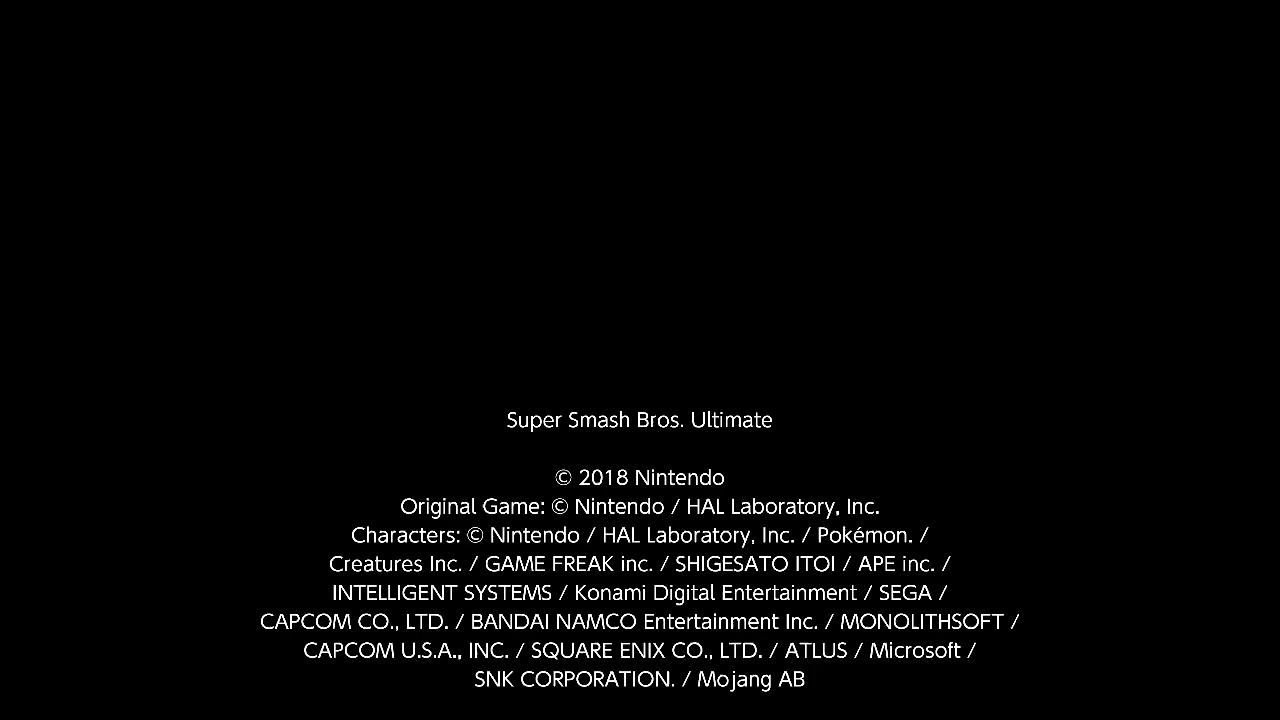 Super Smash Bros. Ultimate
© 2018 Nintendo
Original Game: © Nintendo / HAL Laboratory, Inc.
Characters: © Nintendo / HAL Laboratory, Inc. / Pokémon. /
Creatures Inc. / GAME FREAK inc. / SHIGESATO ITOI / APE inc. /
INTELLIGENT SYSTEMS / Konami Digital Entertainment / SEGA /
CAPCOM CO., LTD. / BANDAI NAMCO Entertainment Inc. / MONOLITHSOFT /
CAPCOM U.S.A., INC. / SQUARE ENIX CO., LTD. / ATLUS / Microsoft /
SNK CORPORATION. / Mojang AB